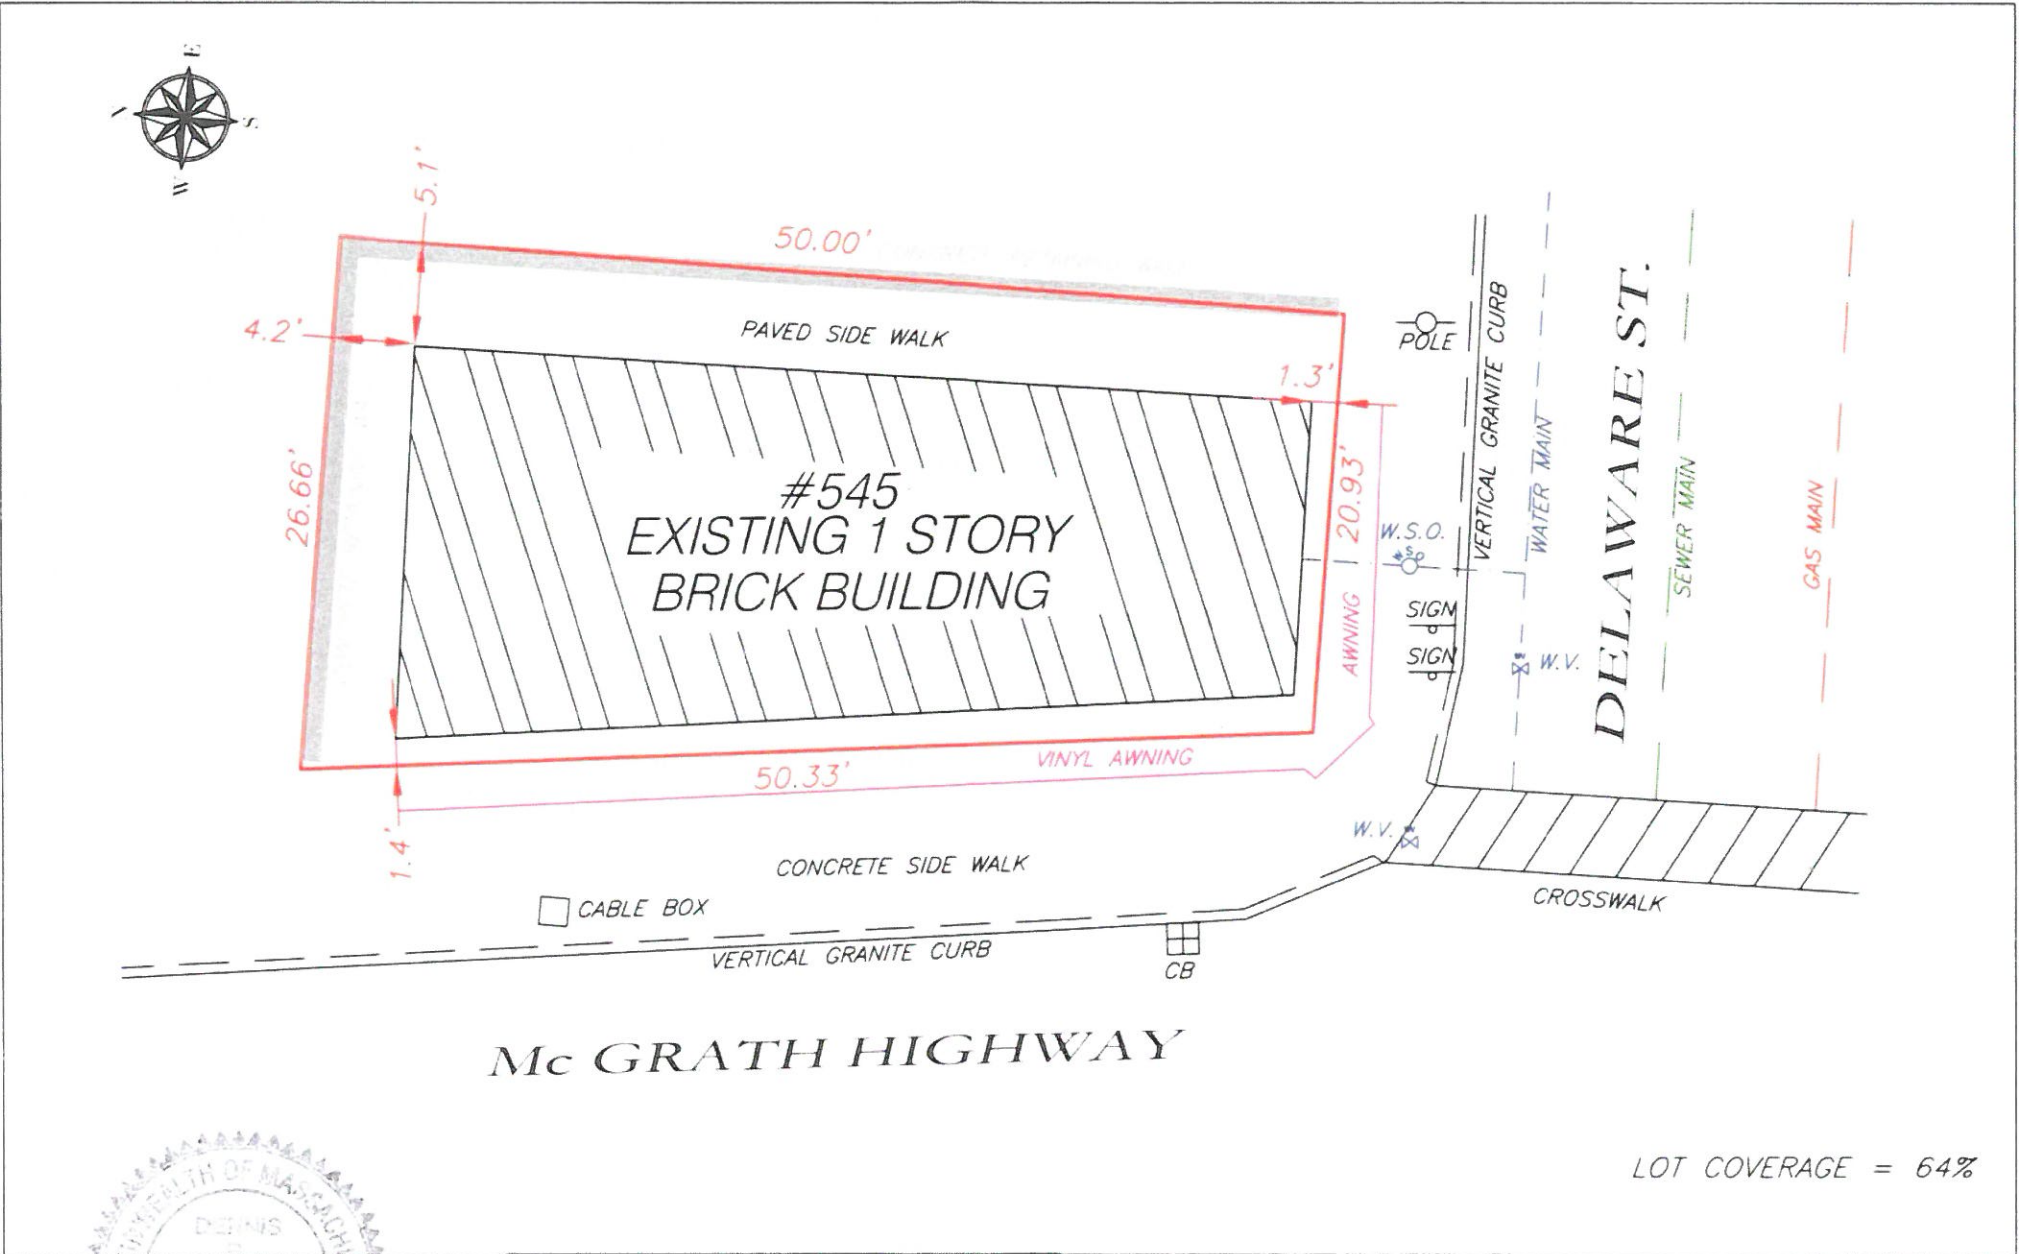 E
S
W
5.1'
50.00'
4.2'
PAVED SIDE WALK
1.3'
POLE
VERTICAL GRANITE CURB
WATER MAIN
DELAWARE ST.
SEWER MAIN
GAS MAIN
26.66'
#545
EXISTING 1 STORY
BRICK BUILDING
20.93'
W.S.O.
AWNING
SIGN
SIGN
W.V.
VINYL AWNING
50.33'
1.4'
W.V.
CONCRETE SIDE WALK
CABLE BOX
CROSSWALK
VERTICAL GRANITE CURB
CB
Mc GRATH HIGHWAY
LOT COVERAGE = 64%
TH OF
DENNIS